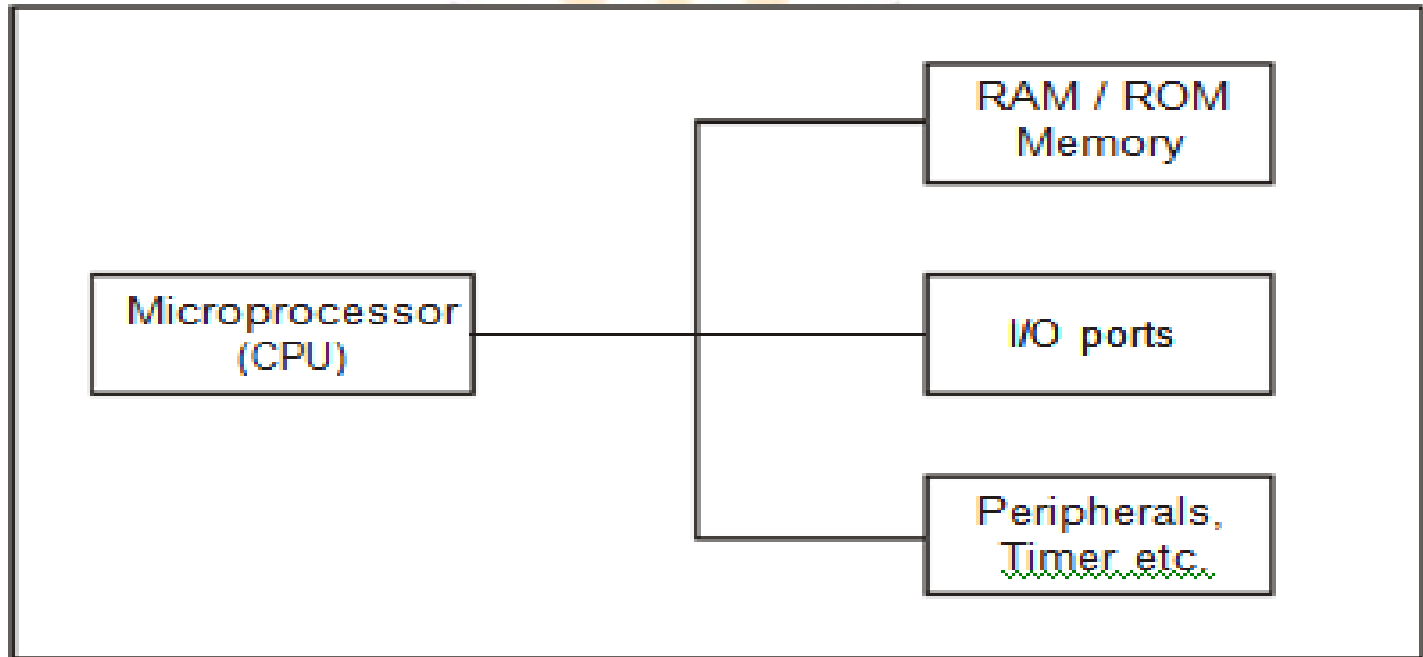 RAM / ROM
Memory
Microprocessor
(CPU)
I/O ports
Peripherals,
Timer etc.